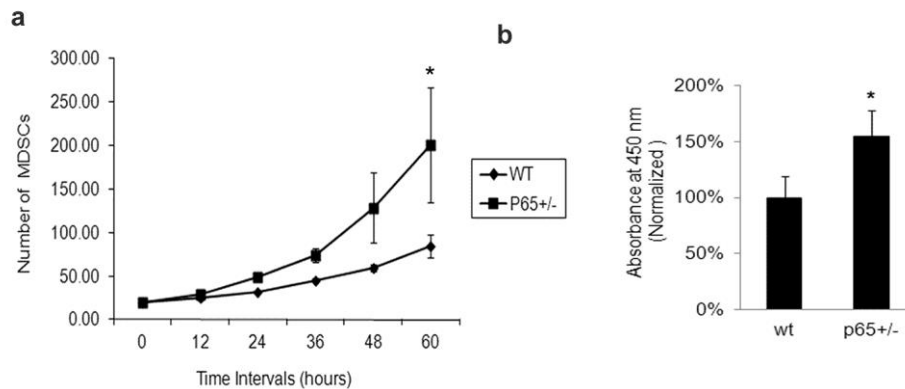 a
300.00
250.00
200.00
150.00
100.00
50.00
0.00
*
Number of MDSCs
0 12 24 36 48 60
Time Intervals (hours)
WT
P65+/-
b
200%
150%
100%
50%
0%
*
Absorbance at 450 nm
(Normalized)
wt p65+/-